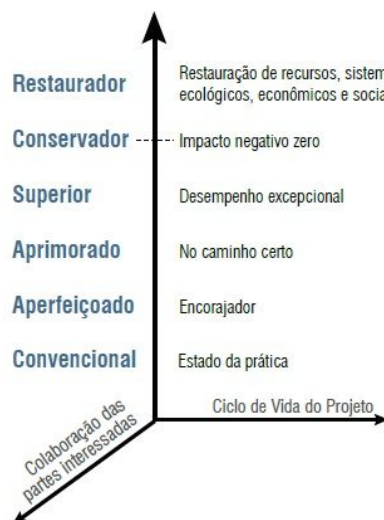 Restaurador
Restauração de recursos,
ecológicos, econômicos e
Conservador
Impacto negativo zero
Superior
Desempenho excepcional
Aprimorado
No caminho certo
Aperfeiçoado
Encorajador
Convencional
Estado da prática
Ciclo de Vida do Projeto
Colaboração das
partes interessadas